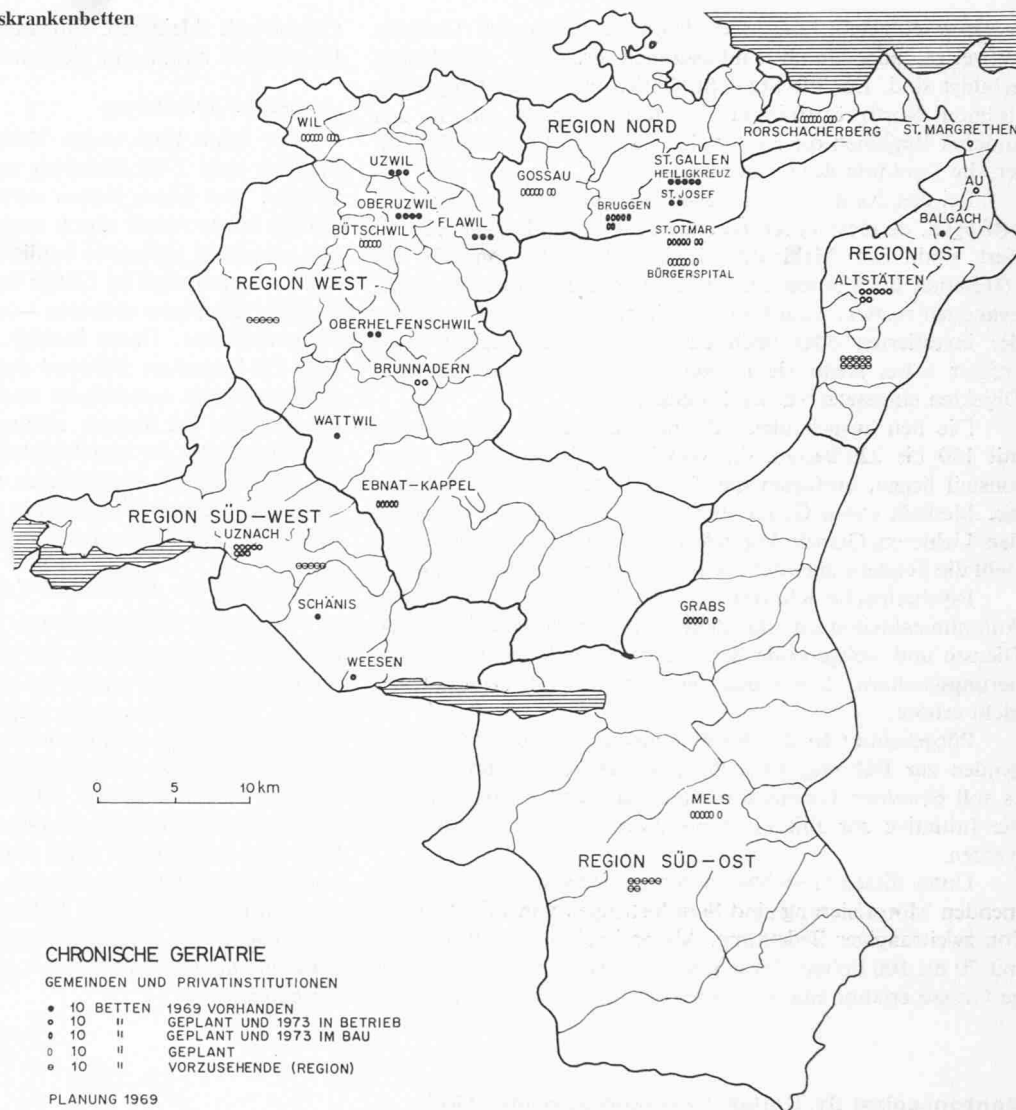 skrankenbetten
WIL
REGION NORD
RORSCHACHERBERG
ST. MARGRETHEN
UZWIL
GOSSAU
ST. GALLEN
HEILIGKREUZ
ST. JOSEF
AU
OBERUZWIL
BRUGGEN
BALGACH
BÜTSCHWIL
FLAWIL
ST. OTMAR
REGION OST
BÜRGERSPITAL
ALTSTÄTTEN
REGION WEST
OBERHELFENSCHWIL
BRUNNADERN
WATTWIL
EBNAT-KAPPEL
REGION SÜD-WEST
UZNACH
SCHÄNIS
GRABS
WEESEN
0 5 10 km
MELS
REGION SÜD-OST
CHRONISCHE GERIATRIE
GEMEINDEN UND PRIVATINSTITUTIONEN
10 BETTEN 1969 VORHANDEN
10 " GEPLANT UND 1973 IN BETRIEB
10 " GEPLANT UND 1973 IM BAU
10 " GEPLANT
10 " VORZUSEHENDE (REGION)
PLANUNG 1969